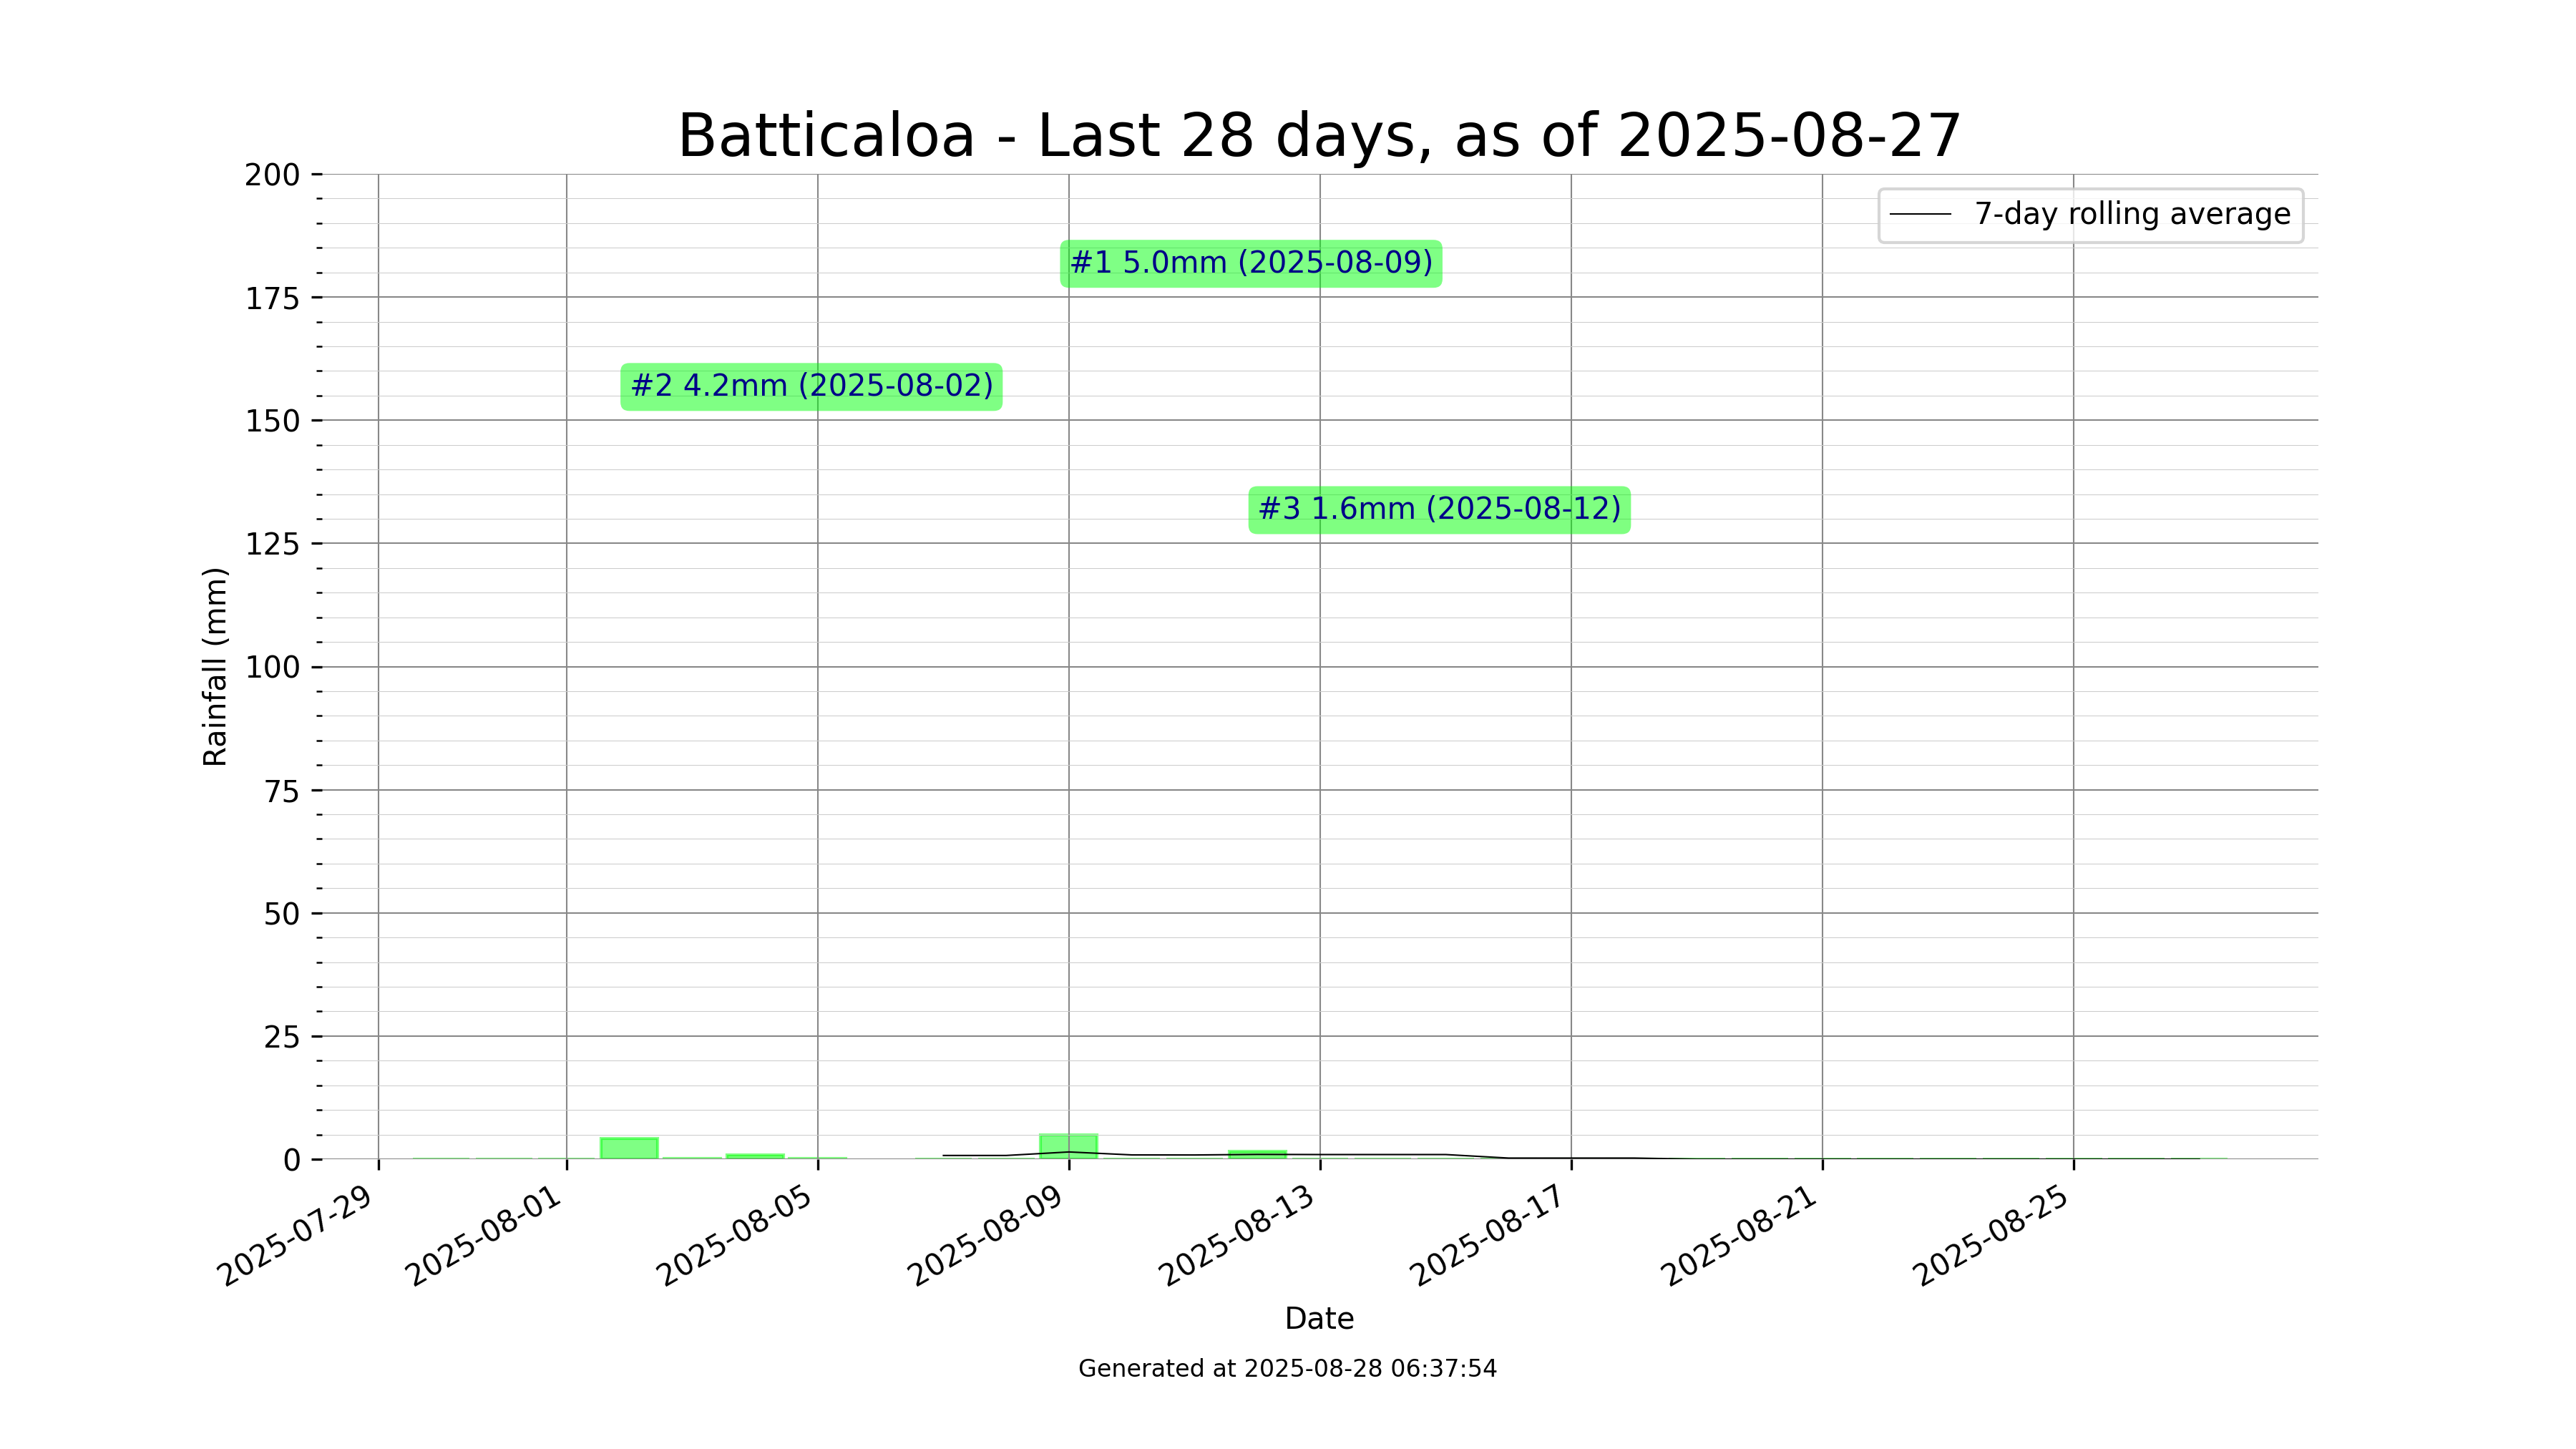 Batticaloa - Last 28 days, as of 2025-08-27
7-day rolling average
#1 5.0mm (2025-08-09)
#2 4.2mm (2025-08-02)
#3 1.6mm (2025-08-12)
Rainfall (mm)
200
175
150
125
100
75
50
25
0
2025-07-29
2025-08-01
2025-08-05
2025-08-09
2025-08-13
2025-08-17
2025-08-21
2025-08-25
Date
Generated at 2025-08-28 06:37:54